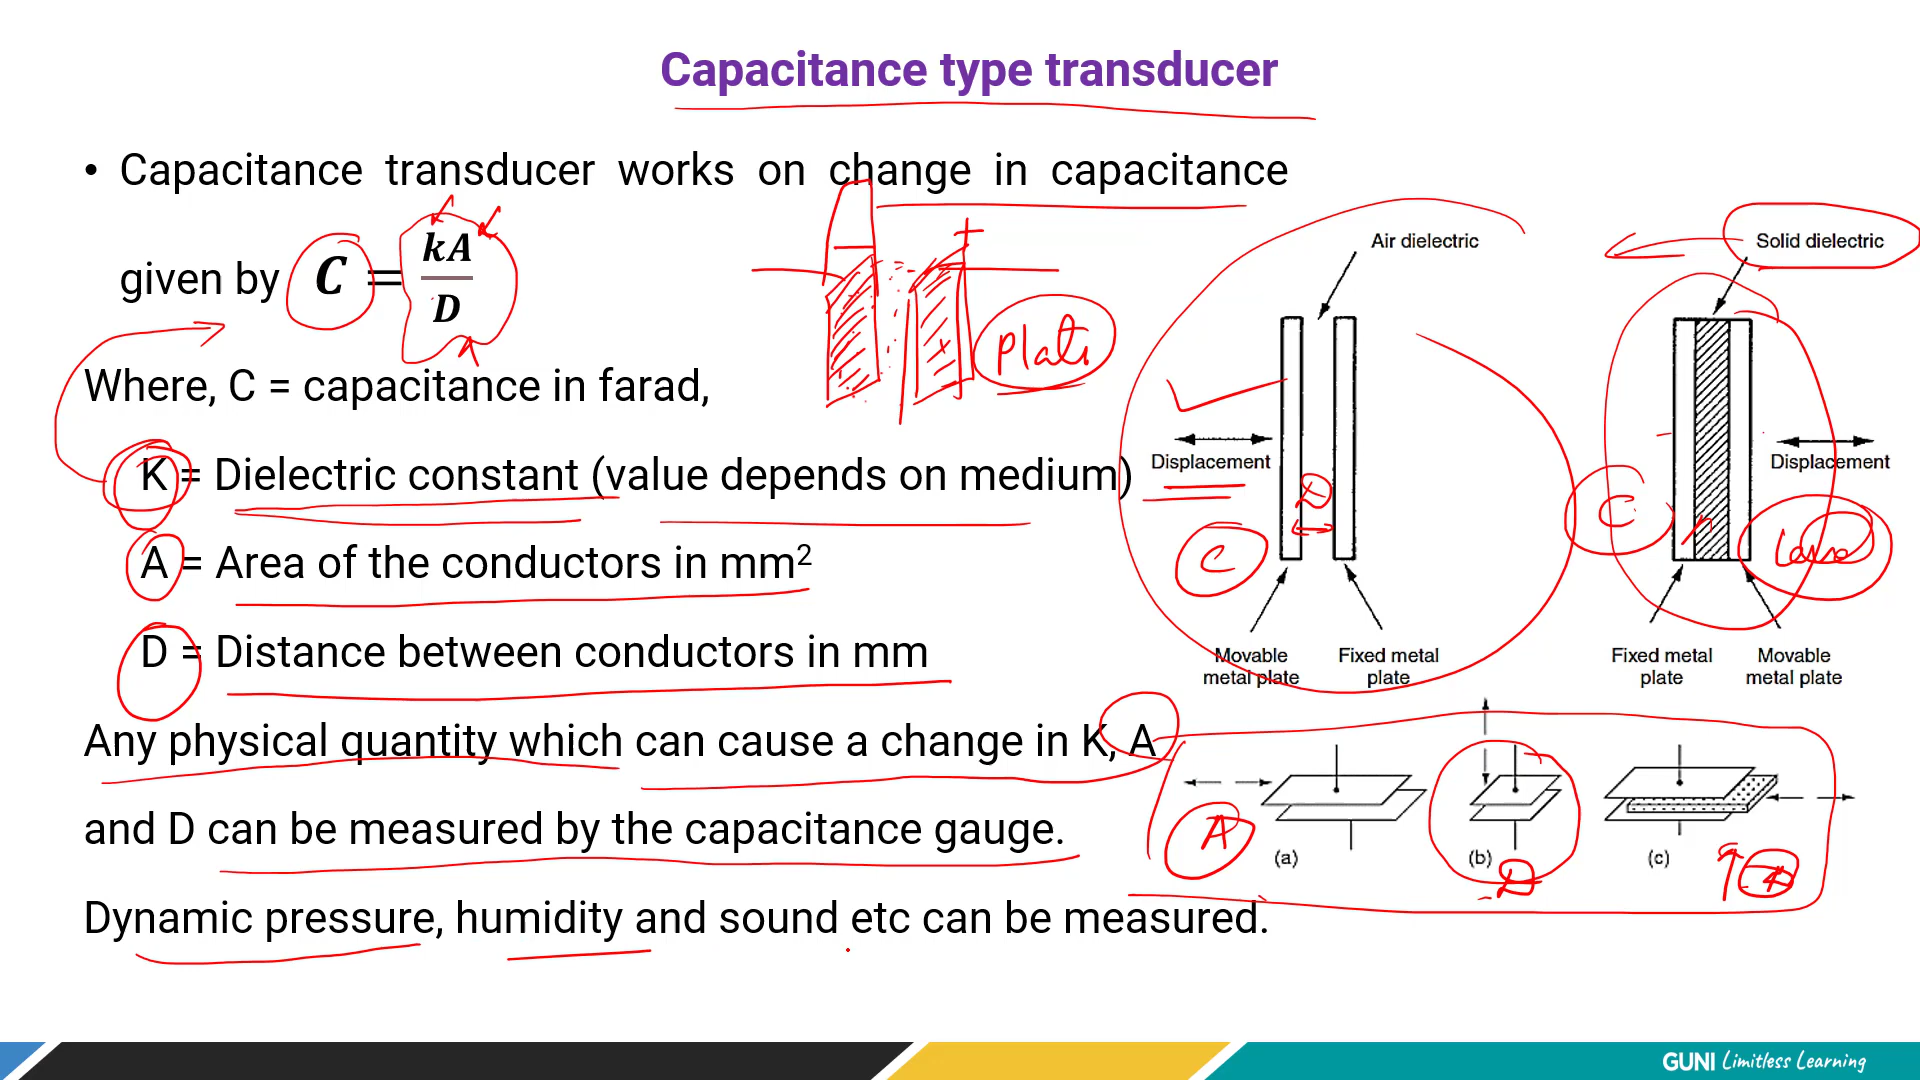 Capacitance type transducer
• Capacitance transducer works on change in capacitance
given by C = kA/D
Where, C = capacitance in farad,
K = Dielectric constant (value depends on medium)
A = Area of the conductors in mm²
D = Distance between conductors in mm
Any physical quantity which can cause a change in K, A
and D can be measured by the capacitance gauge.
Dynamic pressure, humidity and sound etc can be measured.
+
Air dielectric
Displacement
D
C
Movable
metal plate
Fixed metal
plate
Solid dielectric
Displacement
C
Fixed metal
plate
Movable
metal plate
A
(a)
(b)
D
(c)
GUNI Limitless Learning